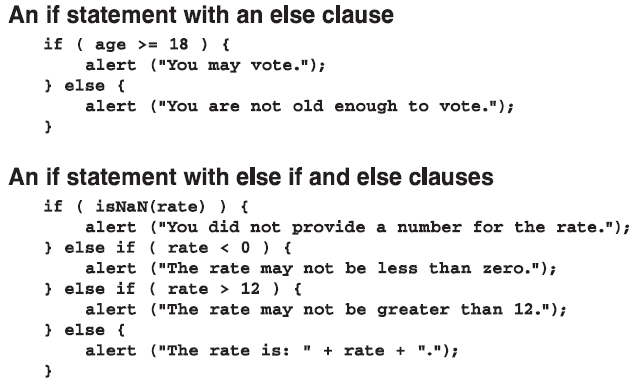 An if statement with an else clause
if ( age >= 18 ) {
    alert ("You may vote.");
} else {
    alert ("You are not old enough to vote.");
}
An if statement with else if and else clauses
if ( isNaN(rate) ) {
    alert ("You did not provide a number for the rate.");
} else if ( rate < 0 ) {
    alert ("The rate may not be less than zero.");
} else if ( rate > 12 ) {
    alert ("The rate may not be greater than 12.");
} else {
    alert ("The rate is: " + rate + ".");
}